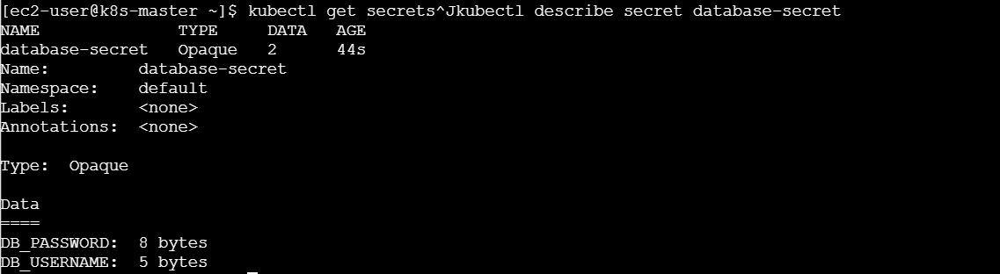 [ec2-user@k8s-master ~]$ kubectl get secrets^Jkubectl describe secret database-secret
NAME              TYPE     DATA   AGE
database-secret   Opaque   2      44s
Name:         database-secret
Namespace:    default
Labels:       <none>
Annotations:  <none>
Type:  Opaque
Data
====
DB_PASSWORD:  8 bytes
DB_USERNAME:  5 bytes